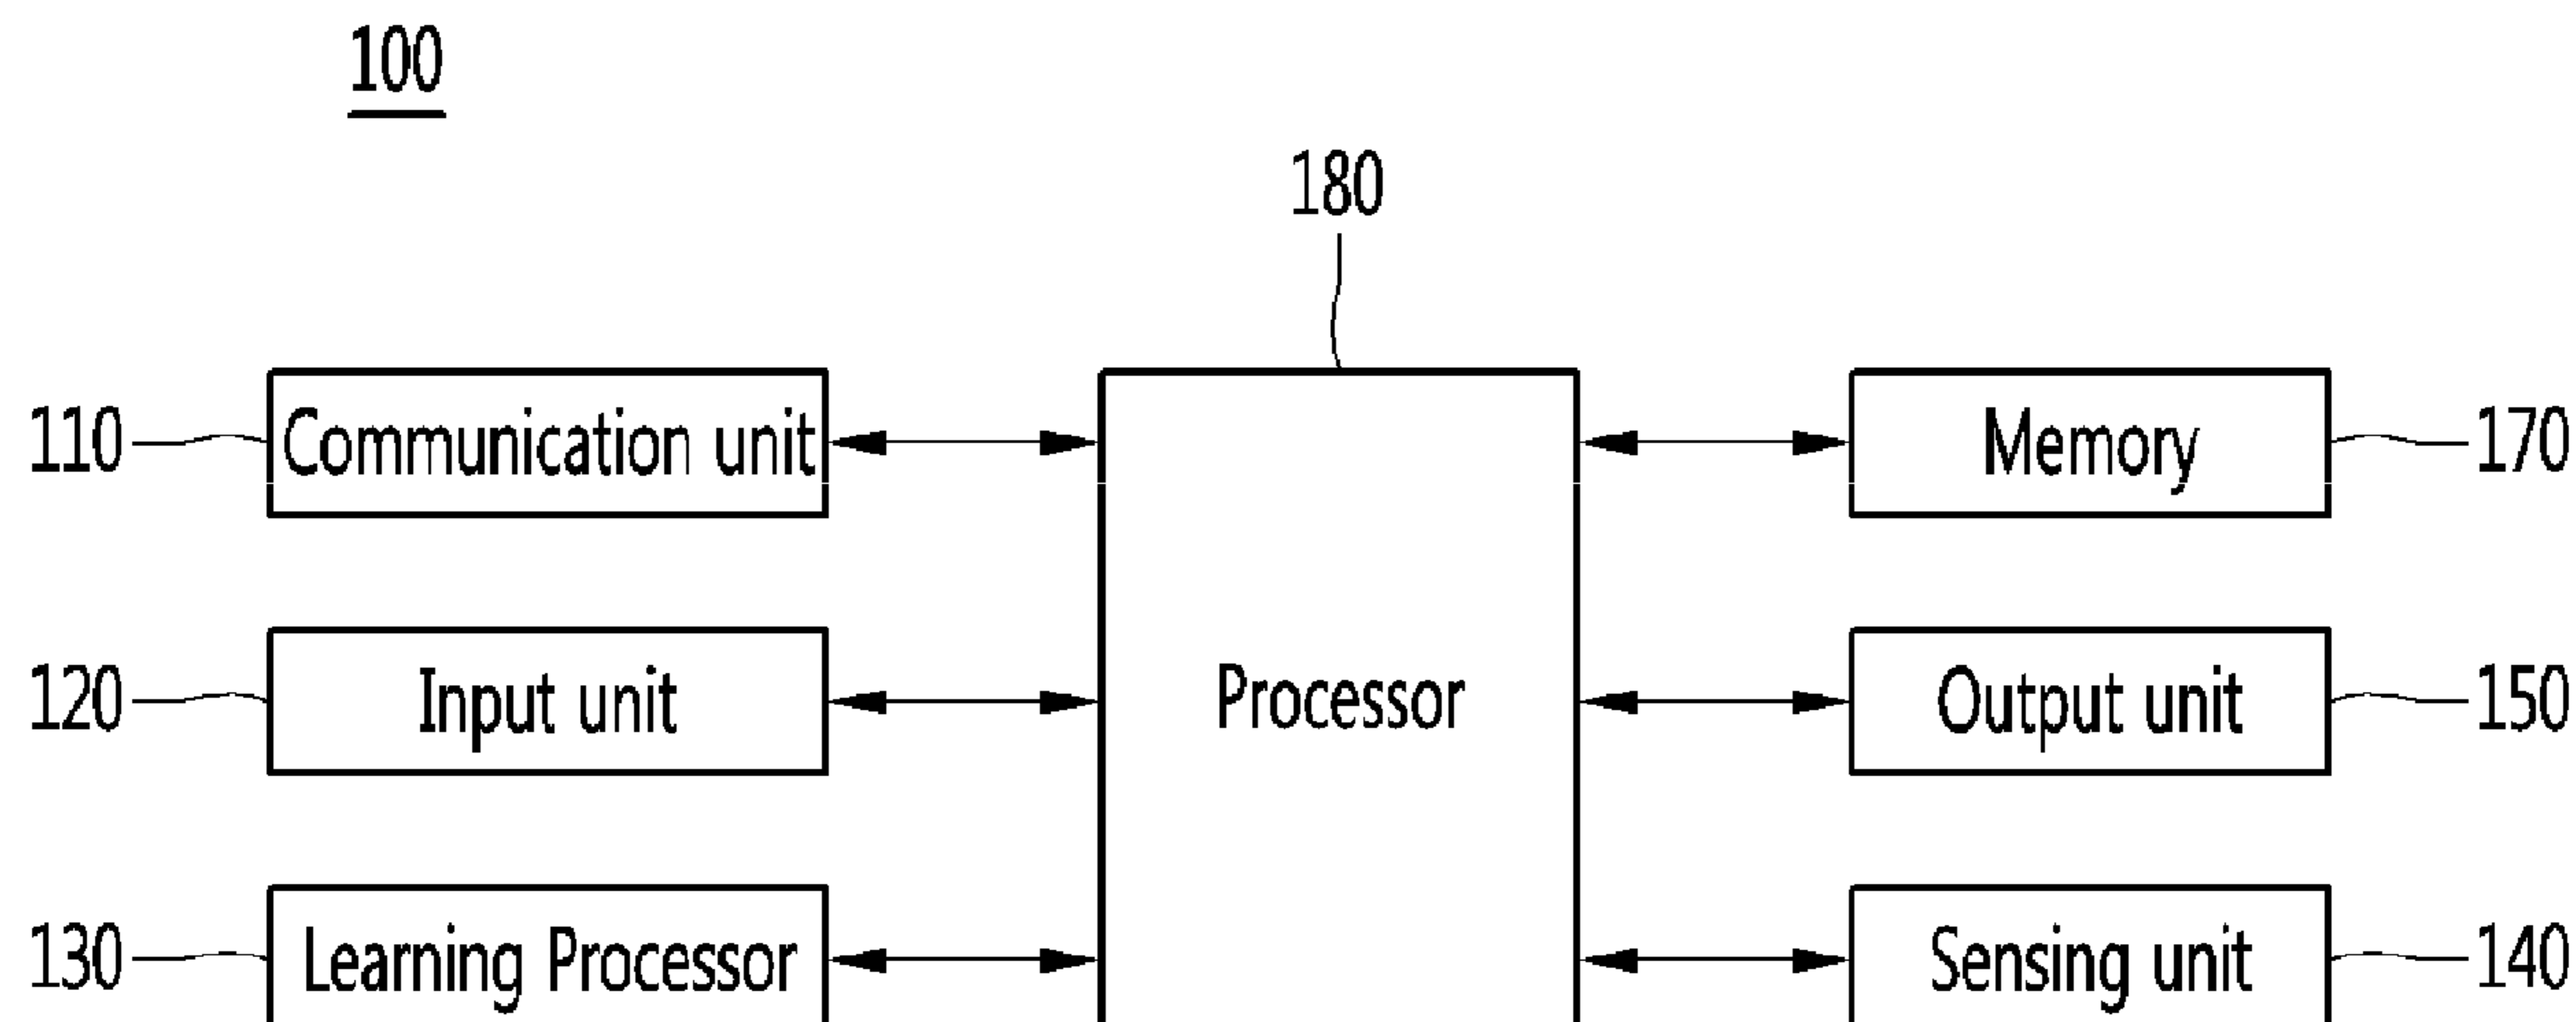 100
180
110 Communication unit Memory 170
120 Input unit Processor Output unit 150
130 Learning Processor Sensing unit 140